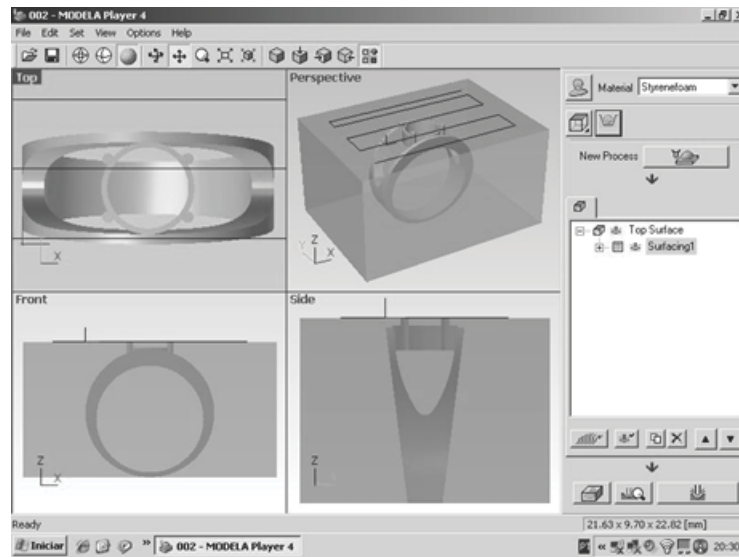 002 - MODELA Player 4
File Edit Set View Options Help
Top
Perspective
X
Z
Y
X
Front
Side
Z
X
Z
Material Styrenefoam
New Process
Top Surface
Surfacing1
Ready
21.63 x 9.70 x 22.82 [mm]
Iniciar
002 - MODELA Player 4
20:30